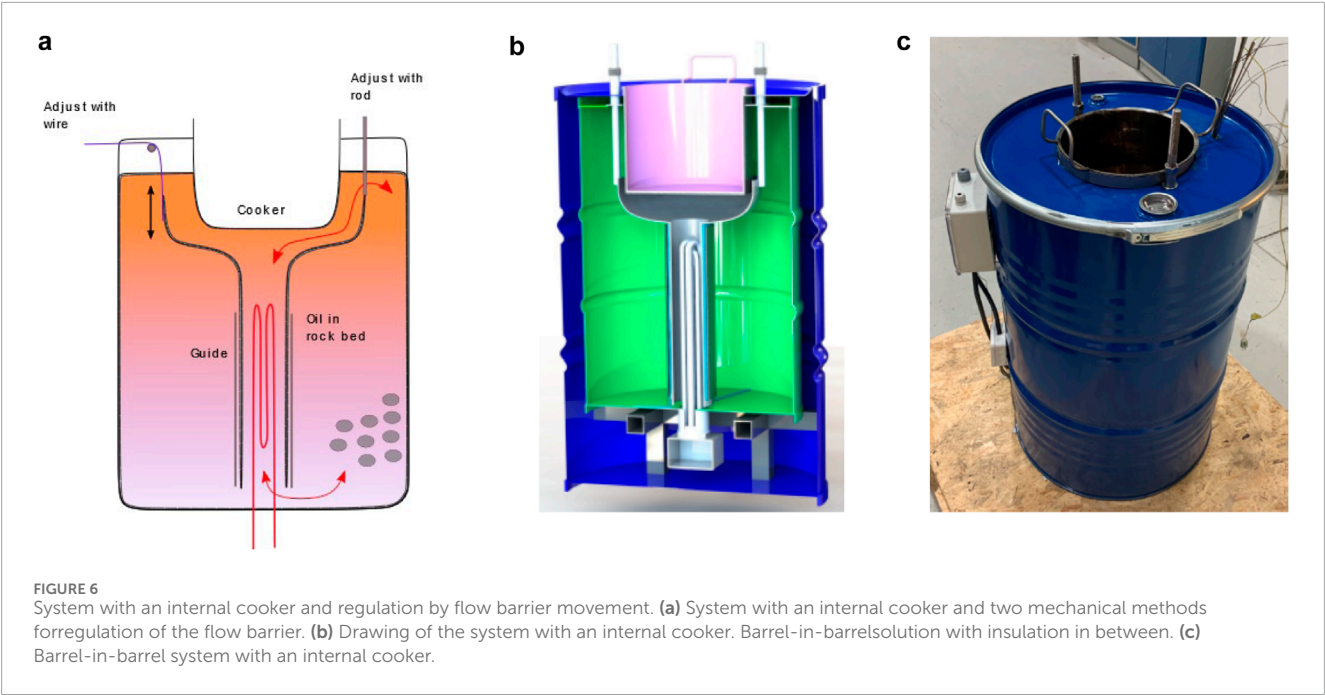 a
b
c
Adjust with
wire
Adjust with
rod
Cooker
Guide
Oil in
rock bed
FIGURE 6
System with an internal cooker and regulation by flow barrier movement. (a) System with an internal cooker and two mechanical methods
forregulation of the flow barrier. (b) Drawing of the system with an internal cooker. Barrel-in-barrelsolution with insulation in between. (c)
Barrel-in-barrel system with an internal cooker.